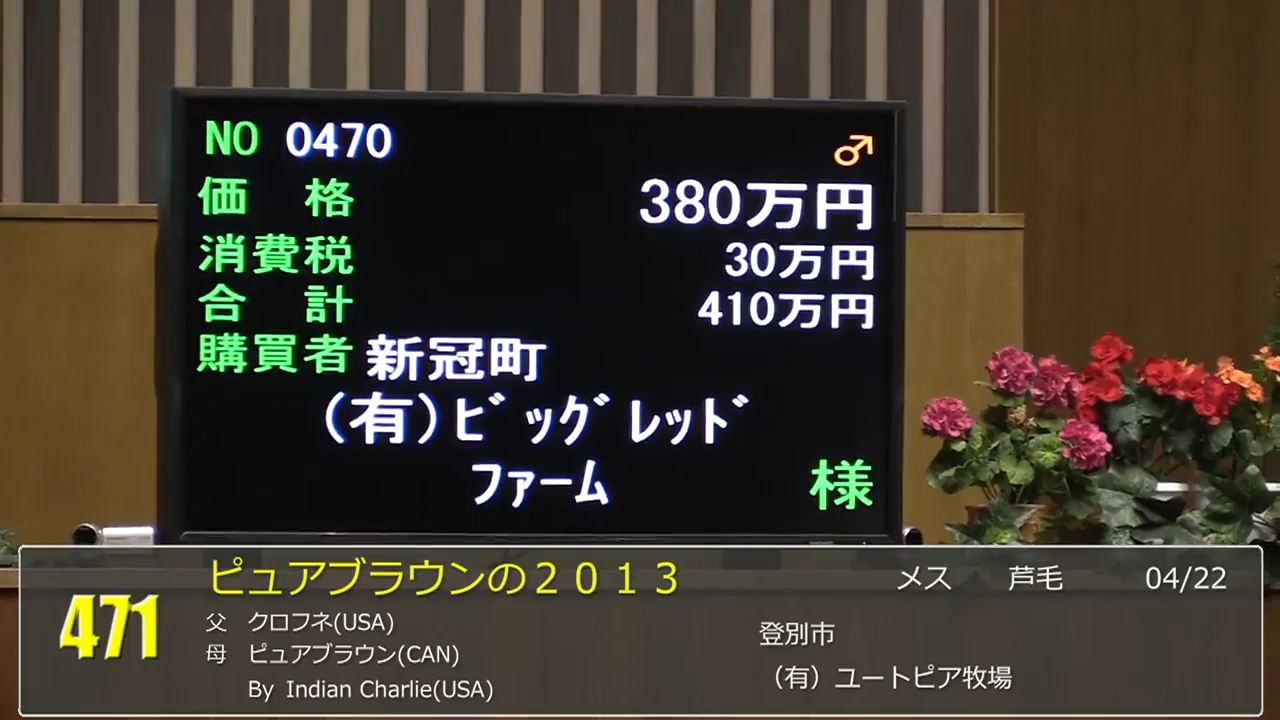 NO 0470 ♂
価格 380万円
消費税 30万円
合計 410万円
購買者 新冠町
(有)ﾋﾞｯｸﾞﾚｯﾄﾞ
ﾌｧｰﾑ 様
471
ピュアブラウンの２０１３ メス 芦毛 04/22
父 クロフネ(USA)
母 ピュアブラウン(CAN)
By Indian Charlie(USA)
登別市
（有）ユートピア牧場